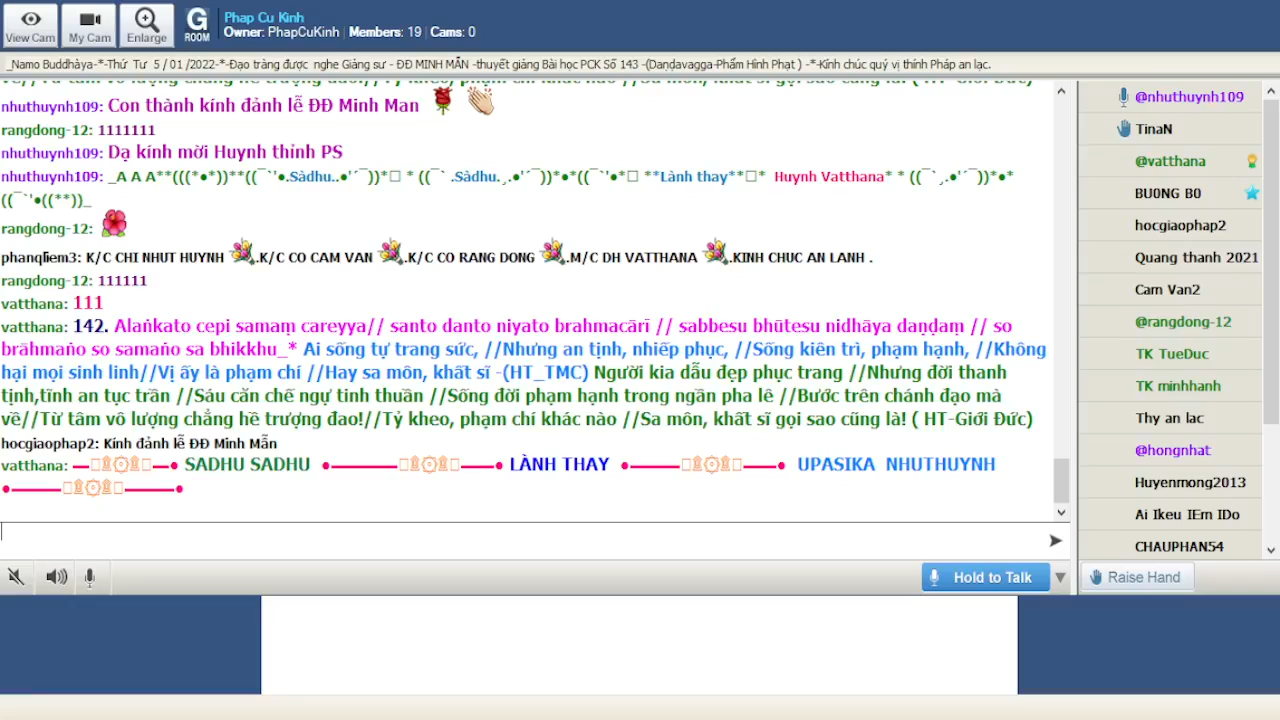 View Cam
My Cam
Enlarge
G
ROOM
Phap Cu Kinh
Owner: PhapCuKinh | Members: 19 | Cams: 0
_Namo Buddhàya-*-Thứ Tư 5 / 01 /2022-*-Đạo tràng được nghe Giảng sư - ĐĐ MINH MẪN -thuyết giảng Bài học PCK Số 143 -(Daṇḍavagga-Phẩm Hình Phạt ) -*-Kính chúc quý vị thính Pháp an lạc.
nhuthuynh109: Con thành kính đảnh lễ ĐĐ Minh Man
rangdong-12: 1111111
nhuthuynh109: Dạ kính mời Huynh thỉnh PS
nhuthuynh109: _A A A**(((*•*))**((¯`'•.Sàdhu..•'´¯))*□ * ((¯` .Sàdhu.¸.•'´¯))*•*((¯`'•*□ **Lành thay**□* Huynh Vatthana* * ((¯`¸.•'´¯))*•*
((¯`'•((**))_
rangdong-12:
phanqliem3: K/C CHI NHUT HUYNH .K/C CO CAM VAN .K/C CO RANG DONG .M/C DH VATTHANA .KINH CHUC AN LANH .
rangdong-12: 111111
vatthana: 111
vatthana: 142. Alaṅkato cepi samaṃ careyya// santo danto niyato brahmacārī // sabbesu bhūtesu nidhāya daṇḍaṃ // so
brāhmaṅo so samaṅo sa bhikkhu_* Ai sống tự trang sức, //Nhưng an tịnh, nhiếp phục, //Sống kiên trì, phạm hạnh, //Không
hại mọi sinh linh//Vị ấy là phạm chí //Hay sa môn, khất sĩ -(HT_TMC) Người kia dẫu đẹp phục trang //Nhưng đời thanh
tịnh,tĩnh an tục trần //Sáu căn chế ngự tinh thuần //Sống đời phạm hạnh trong ngần pha lê //Bước trên chánh đạo mà
về//Từ tâm vô lượng chẳng hề trượng đao!//Tỷ kheo, phạm chí khác nào //Sa môn, khất sĩ gọi sao cũng là! ( HT-Giới Đức)
hocgiaophap2: Kính đảnh lễ ĐĐ Minh Mẫn
vatthana: SADHU SADHU LÀNH THAY UPASIKA NHUTHUYNH
Hold to Talk
@nhuthuynh109
TinaN
@vatthana
BU0NG B0
hocgiaophap2
Quang thanh 2021
Cam Van2
@rangdong-12
TK TueDuc
TK minhhanh
Thy an lac
@hongnhat
Huyenmong2013
Ai Ikeu IEm IDo
CHAUPHAN54
Raise Hand